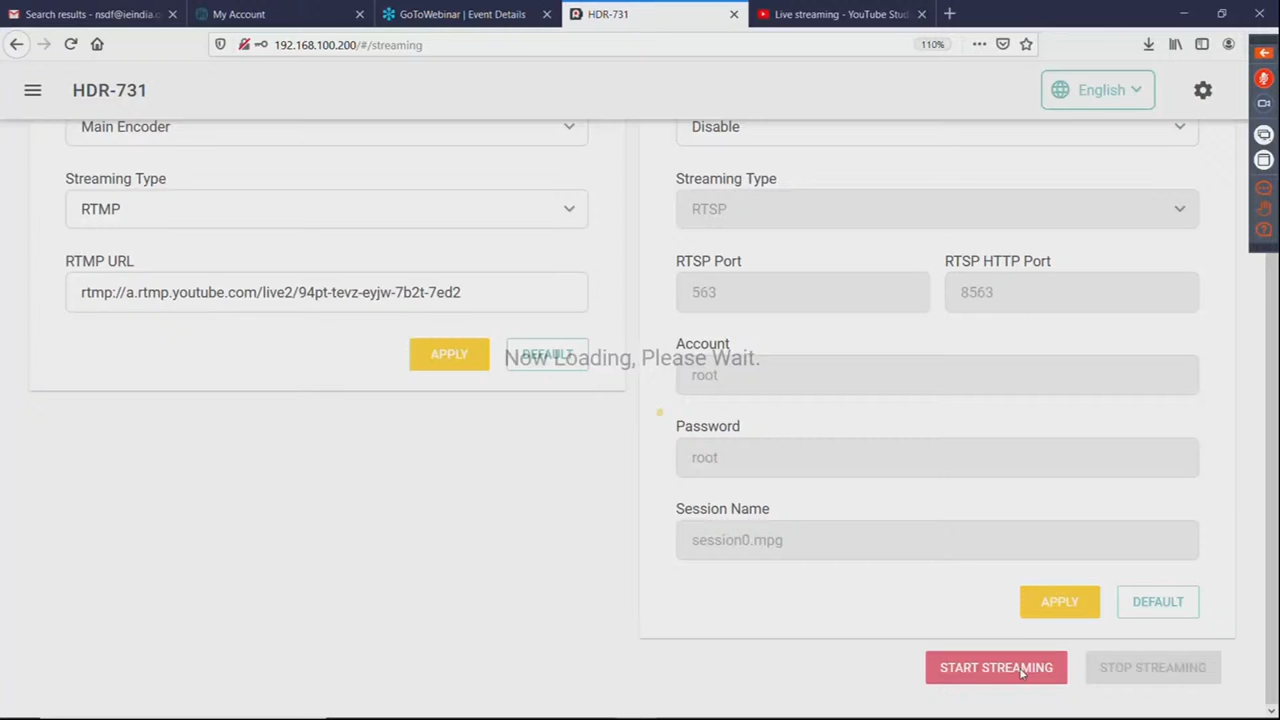 Search results - nsdf@ieindia.c
My Account
GoToWebinar | Event Details
HDR-731
Live streaming - YouTube Stud
192.168.100.200/#/streaming
110%
HDR-731
English
Main Encoder
Disable
Streaming Type
Streaming Type
RTMP
RTSP
RTMP URL
RTSP Port
RTSP HTTP Port
rtmp://a.rtmp.youtube.com/live2/94pt-tevz-eyjw-7b2t-7ed2
563
8563
APPLY
DEFAULT
Now Loading, Please Wait.
Account
root
Password
root
Session Name
session0.mpg
APPLY
DEFAULT
START STREAMING
STOP STREAMING